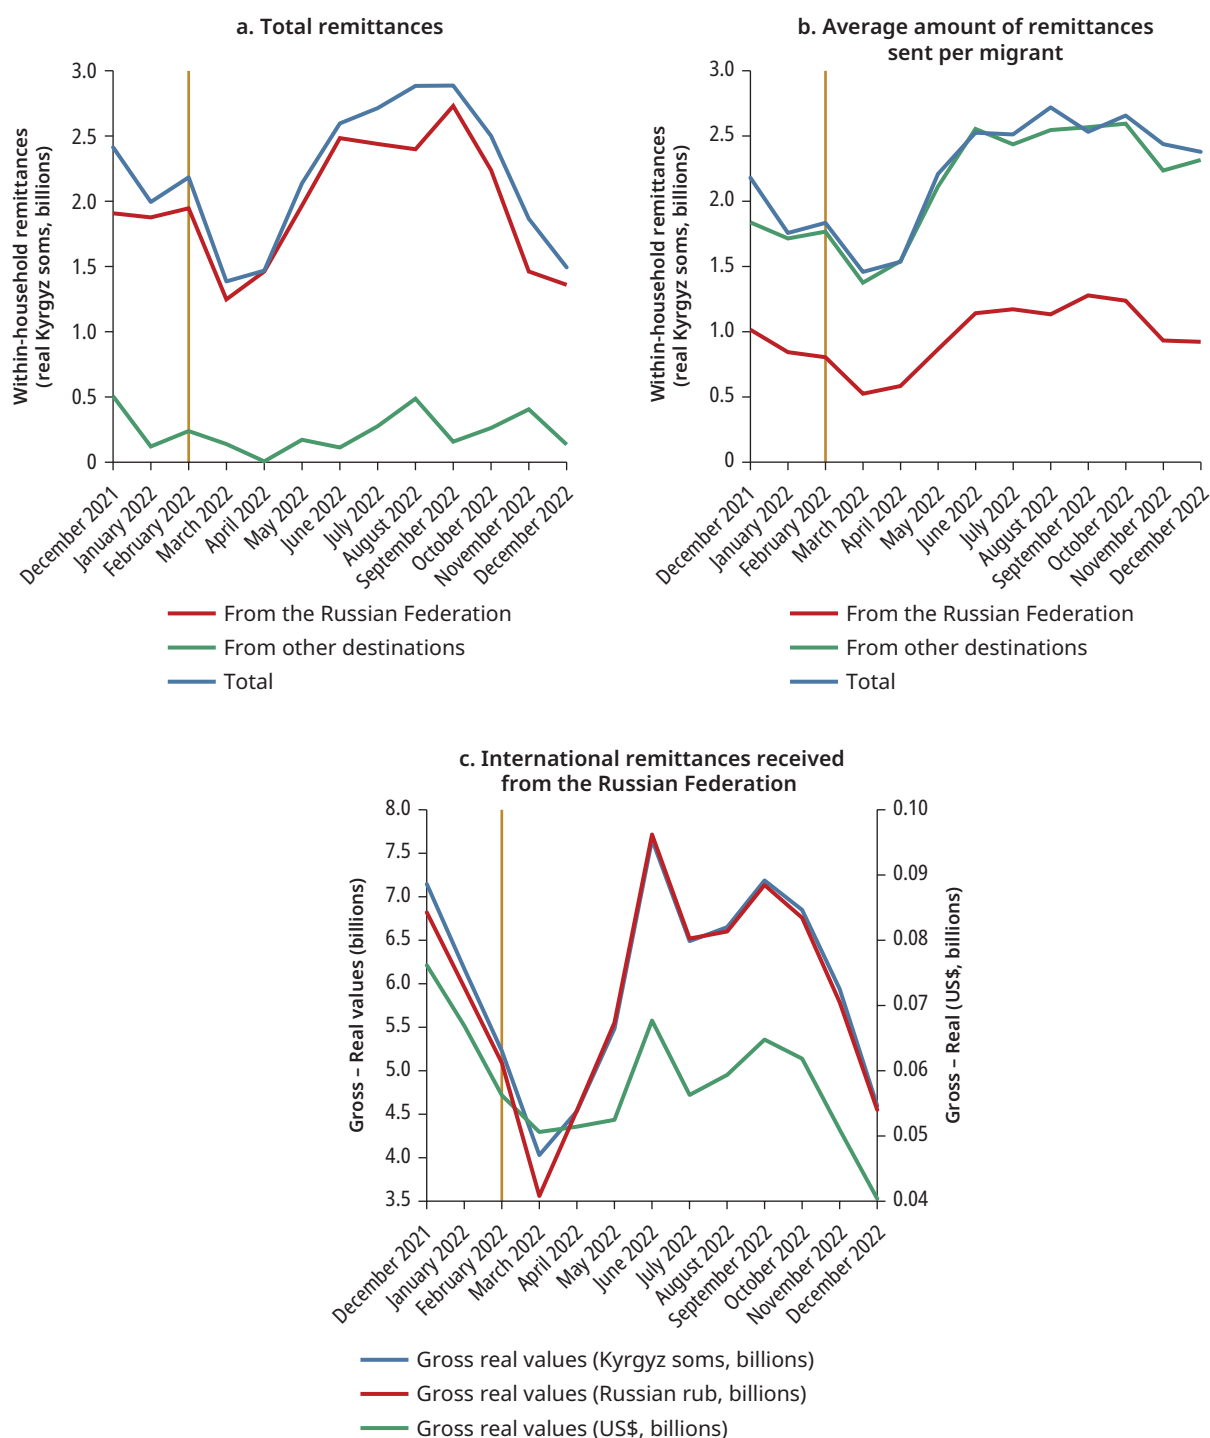 a. Total remittances
Within-household remittances
(real Kyrgyz soms, billions)
3.0
2.5
2.0
1.5
1.0
0.5
0
December 2021
January 2022
February 2022
March 2022
April 2022
May 2022
June 2022
July 2022
August 2022
September 2022
October 2022
November 2022
December 2022
From the Russian Federation
From other destinations
Total
b. Average amount of remittances
sent per migrant
Within-household remittances
(real Kyrgyz soms, billions)
3.0
2.5
2.0
1.5
1.0
0.5
0
December 2021
January 2022
February 2022
March 2022
April 2022
May 2022
June 2022
July 2022
August 2022
September 2022
October 2022
November 2022
December 2022
From the Russian Federation
From other destinations
Total
c. International remittances received
from the Russian Federation
Gross – Real values (billions)
8.0
7.5
7.0
6.5
6.0
5.5
5.0
4.5
4.0
3.5
0.10
0.09
0.08
0.07
0.06
0.05
0.04
Gross – Real (US$, billions)
December 2021
January 2022
February 2022
March 2022
April 2022
May 2022
June 2022
July 2022
August 2022
September 2022
October 2022
November 2022
December 2022
Gross real values (Kyrgyz soms, billions)
Gross real values (Russian rub, billions)
Gross real values (US$, billions)